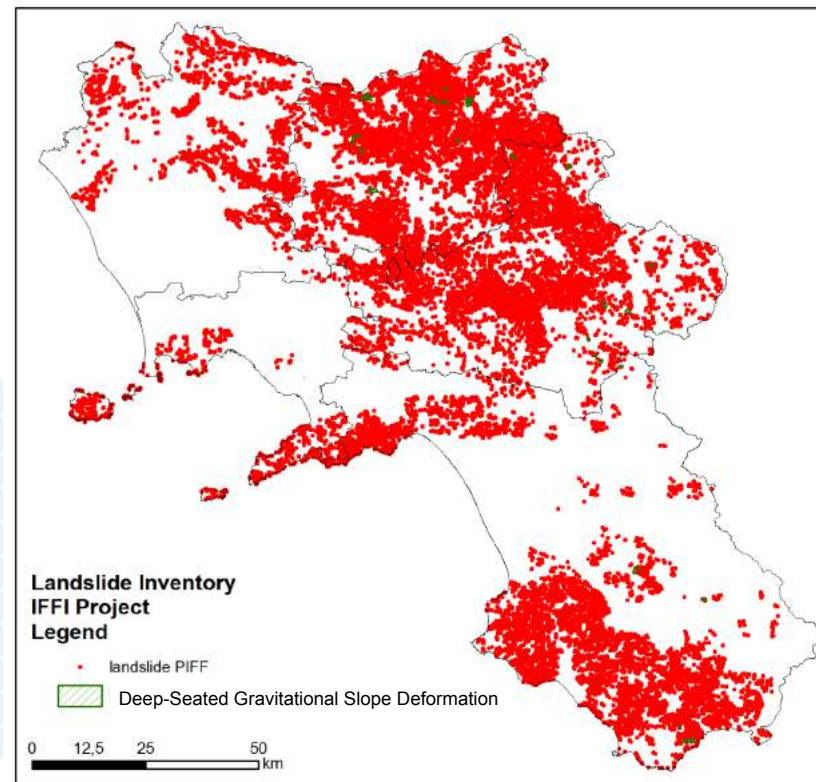 Landslide Inventory
IFFI Project
Legend
landslide PIFF
Deep-Seated Gravitational Slope Deformation
0 12,5 25 50
km